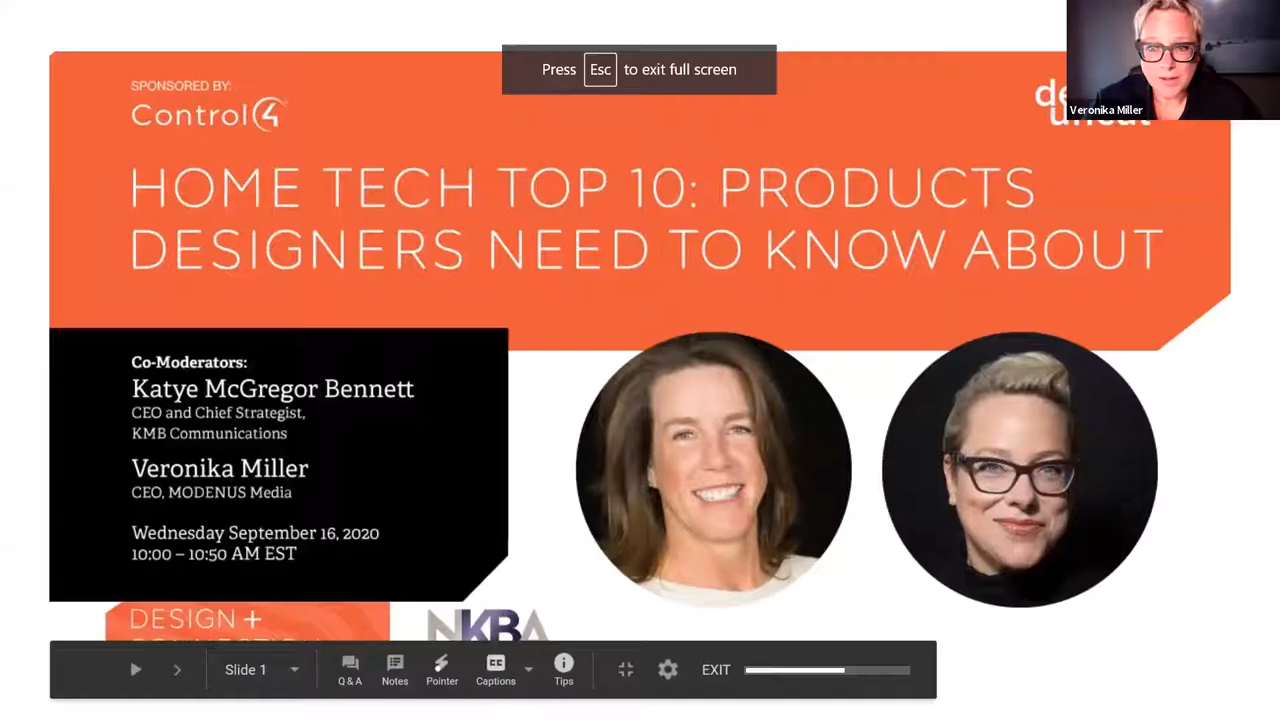 SPONSORED BY:
Control4
Press Esc to exit full screen
Veronika Miller
HOME TECH TOP 10: PRODUCTS
DESIGNERS NEED TO KNOW ABOUT
Co-Moderators:
Katye McGregor Bennett
CEO and Chief Strategist,
KMB Communications
Veronika Miller
CEO, MODENUS Media
Wednesday September 16, 2020
10:00 – 10:50 AM EST
DESIGN +
NKBA
Slide 1
Q & A
Notes
Pointer
CC
Captions
Tips
EXIT